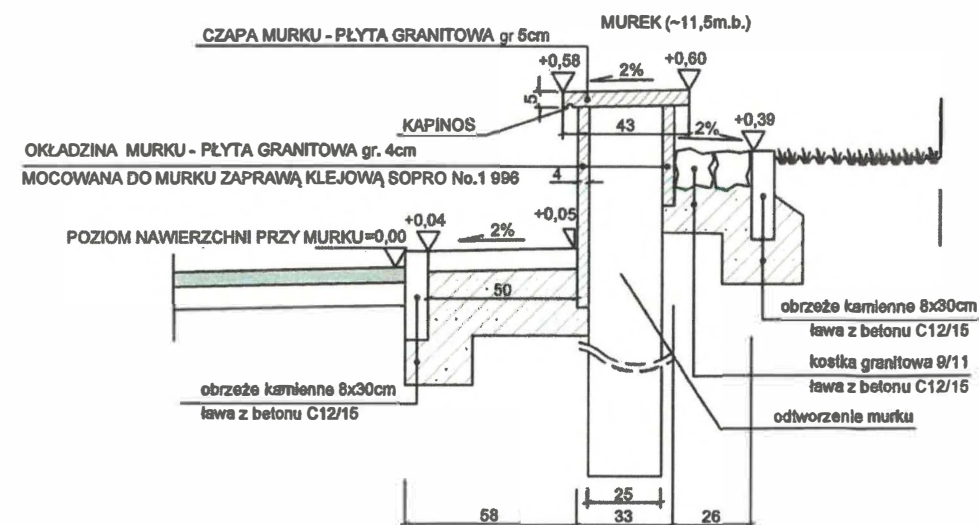 MUREK (~11,5m.b.)
CZAPA MURKU - PŁYTA GRANITOWA gr 5cm
+0,58
2%
+0,60
5
KAPINOS
43
2%
+0,39
OKŁADZINA MURKU - PŁYTA GRANITOWA gr. 4cm
MOCOWANA DO MURKU ZAPRAWĄ KLEJOWĄ SOPRO No.1 996
4
+0,04
2%
+0,05
POZIOM NAWIERZCHNI PRZY MURKU=0,00
50
obrzeże kamienne 8x30cm
ława z betonu C12/15
kostka granitowa 9/11
ława z betonu C12/15
obrzeże kamienne 8x30cm
ława z betonu C12/15
odtworzenie murku
25
58
33
26